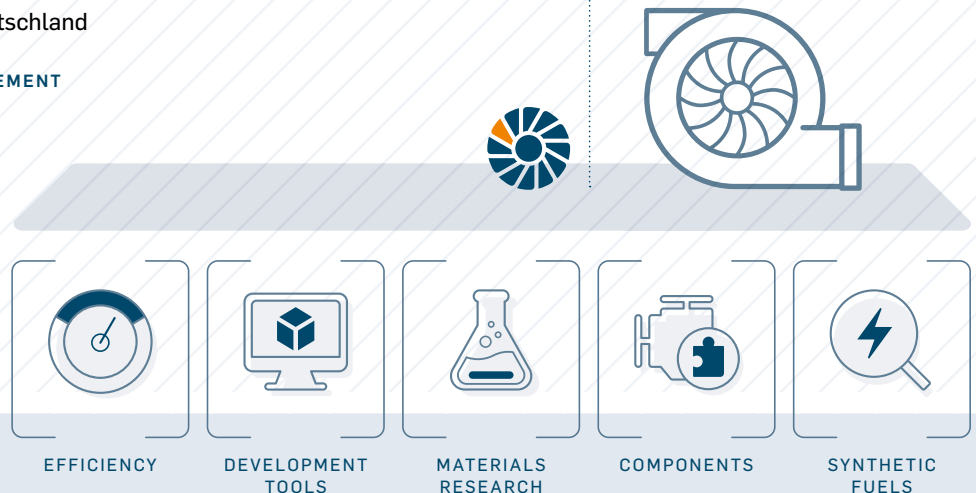 tschland
EMENT
EFFICIENCY
DEVELOPMENT
TOOLS
MATERIALS
RESEARCH
COMPONENTS
SYNTHETIC
FUELS